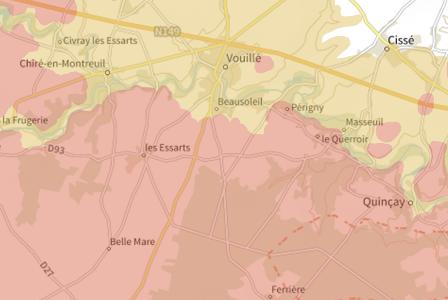 Civray les Essarts
N149
Cissé
Vouillé
Chiré-en-Montreuil
Beausoleil
Périgny
la Frugerie
Masseuil
le Querroir
D93
les Essarts
Quinçay
Belle Mare
D27
Ferrière